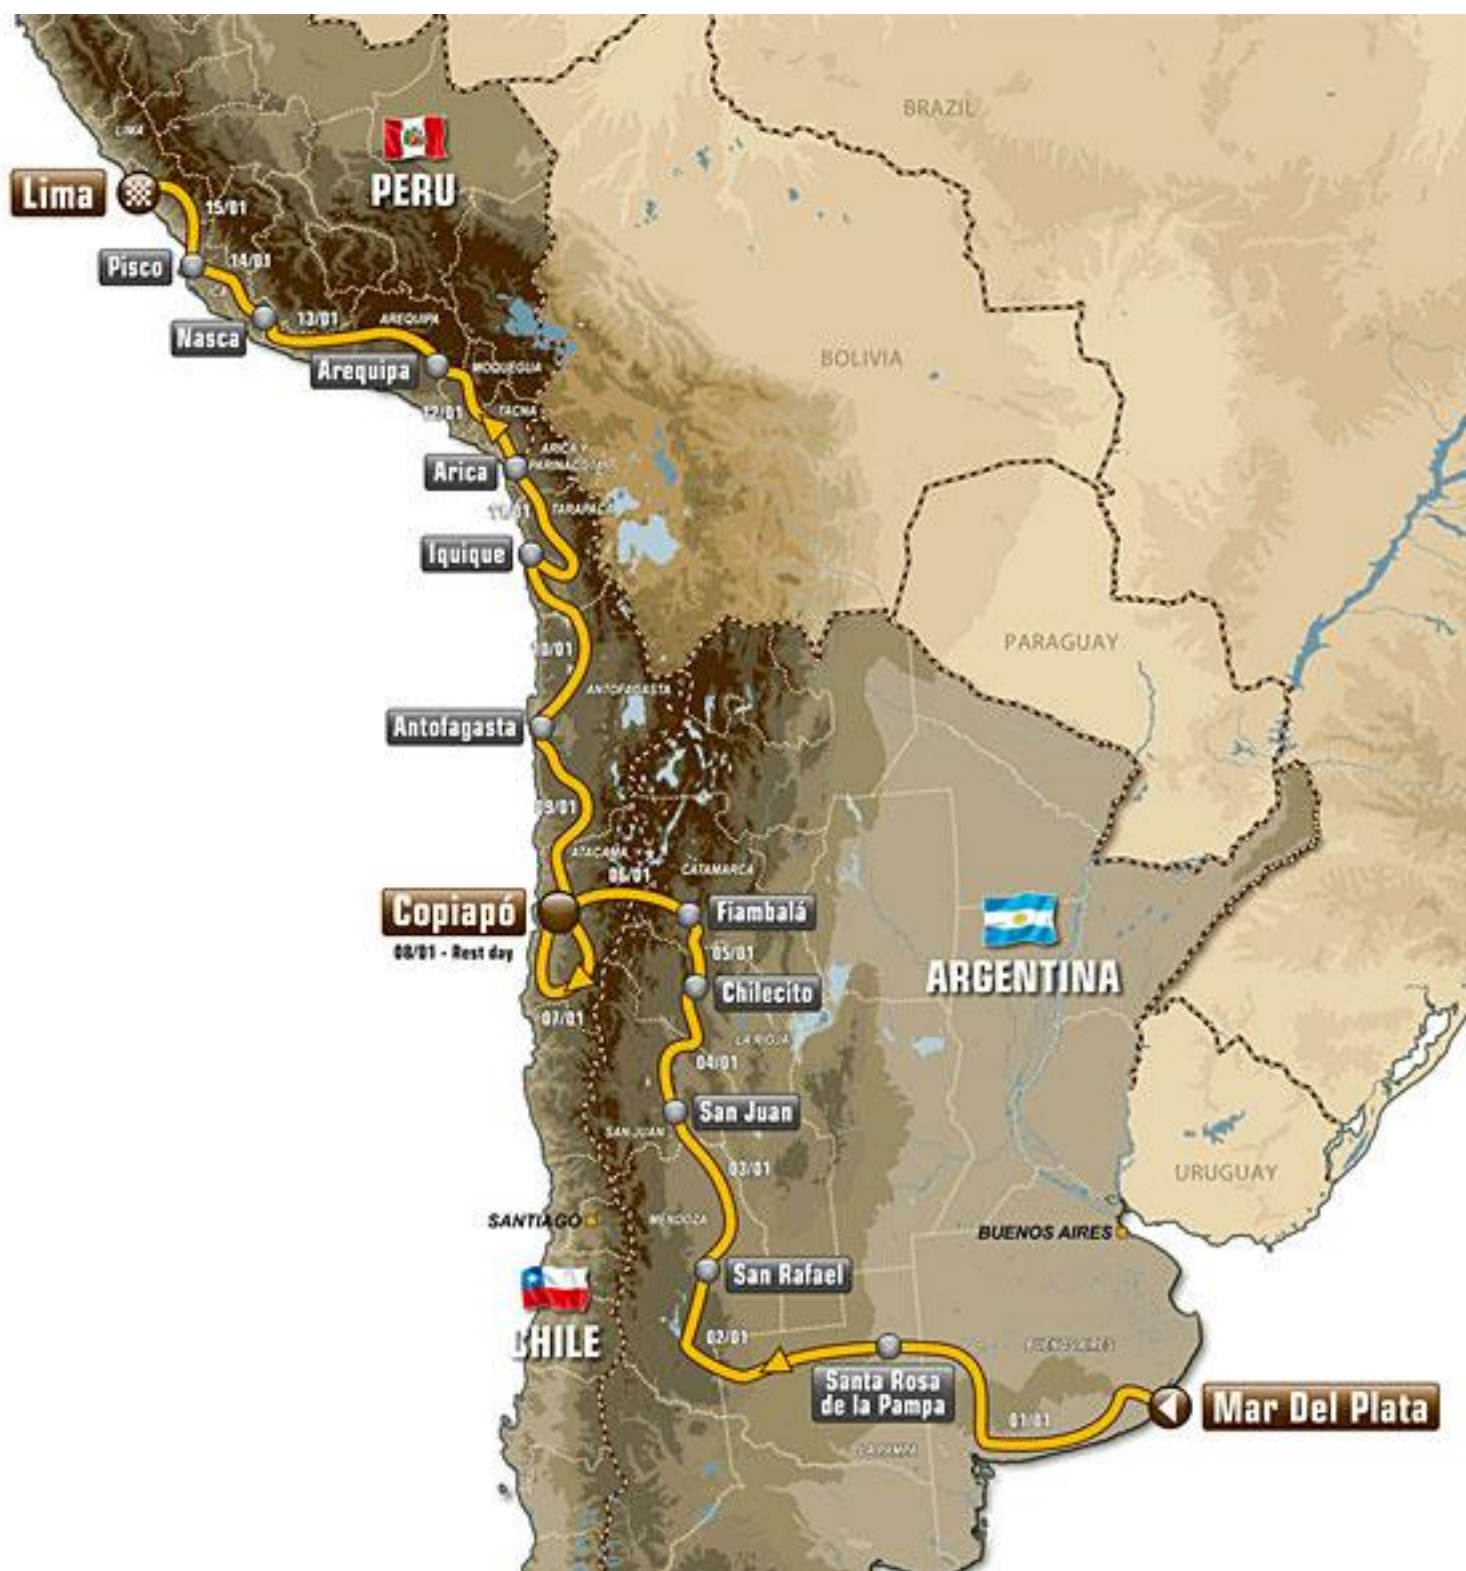 BRAZIL
LIMA
PERU
Lima
15/01
Pisco
14/01
13/01
AREQUIPA
Nasca
BOLIVIA
Arequipa
MOQUEGUA
12/01
TACNA
ARICA Y
PARINACOTA
Arica
11/01
TARAPACA
Iquique
PARAGUAY
10/01
ANTOFAGASTA
Antofagasta
09/01
ATACAMA
06/01
CATAMARCA
Copiapó
08/01 - Rest day
Fiambalá
05/01
ARGENTINA
Chilecito
07/01
LA RIOJA
04/01
San Juan
SAN JUAN
03/01
URUGUAY
SANTIAGO
MENDOZA
BUENOS AIRES
San Rafael
CHILE
02/01
BUENOS AIRES
Santa Rosa
de la Pampa
01/01
Mar Del Plata
LA PAMPA